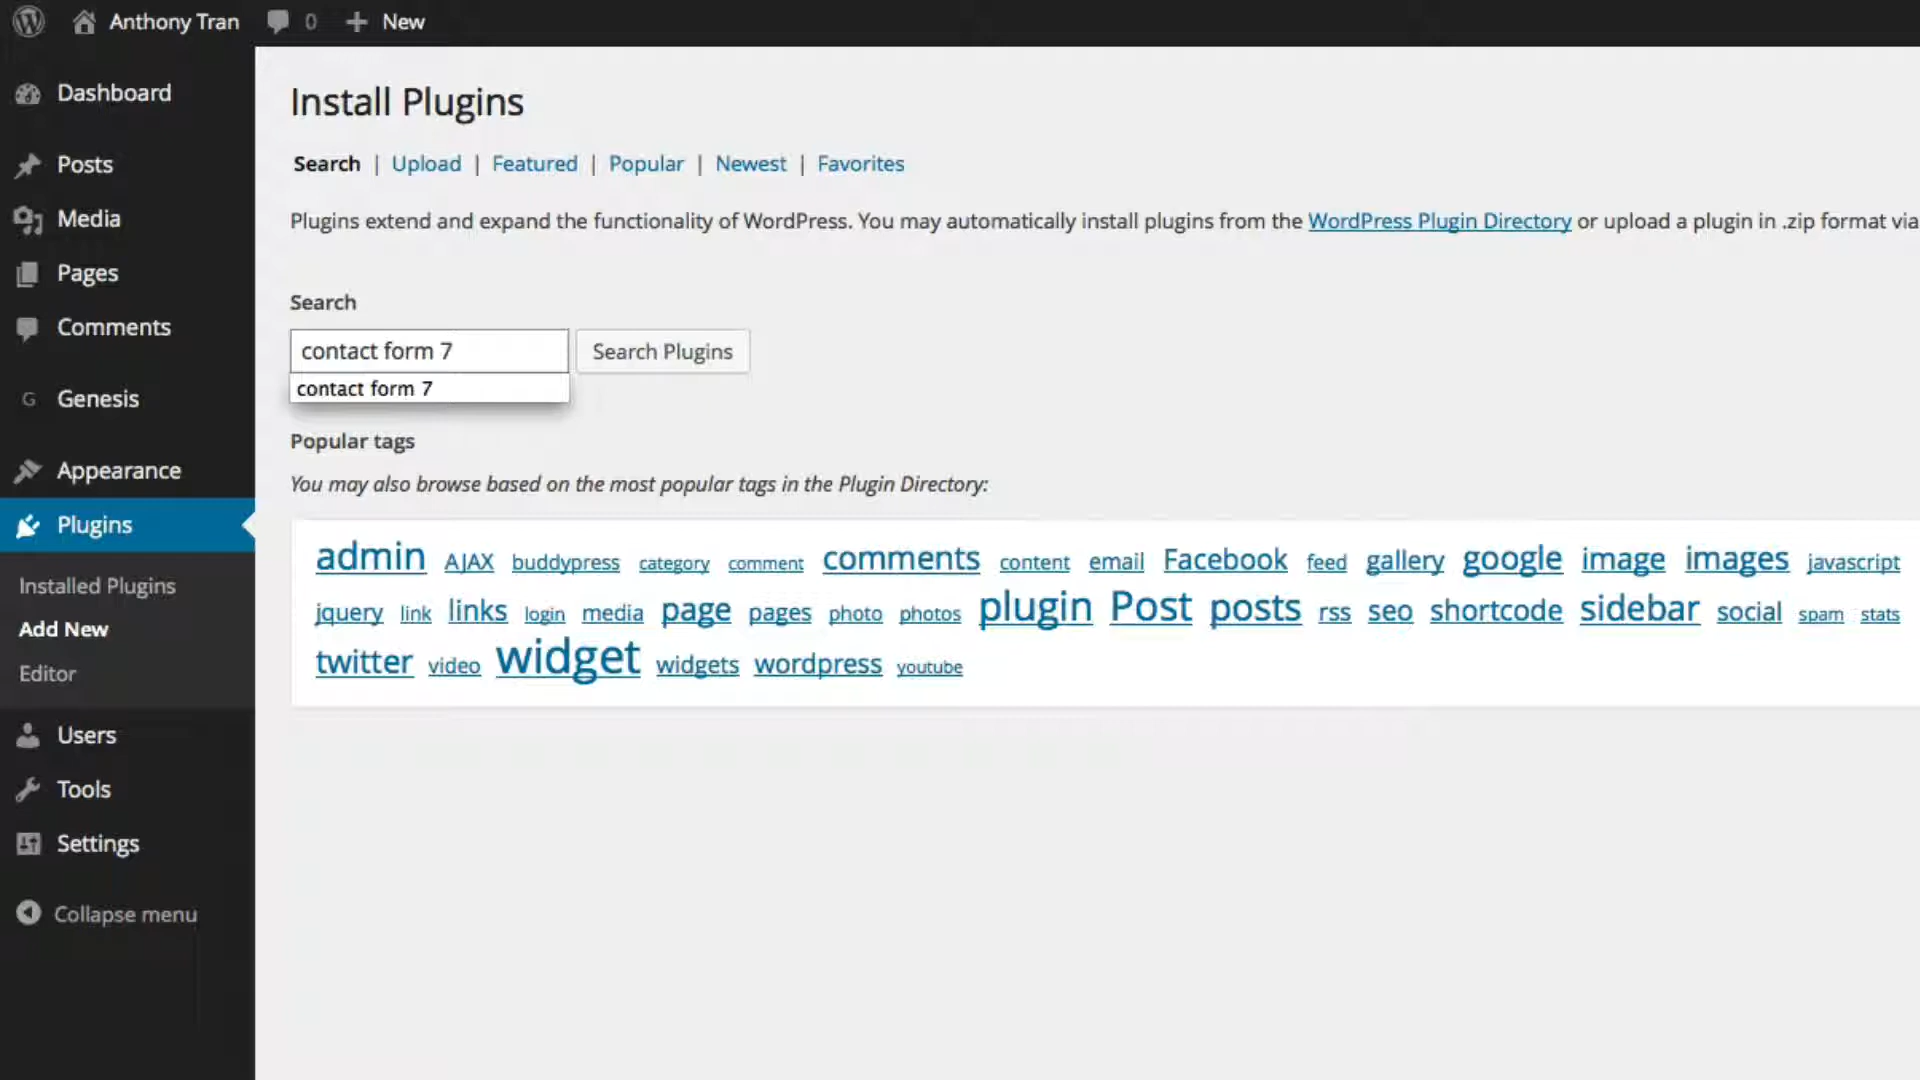 Anthony Tran 0 New
Dashboard
Posts
Media
Pages
Comments
G Genesis
Appearance
Plugins
Installed Plugins
Add New
Editor
Users
Tools
Settings
Collapse menu
Install Plugins
Search | Upload | Featured | Popular | Newest | Favorites
Plugins extend and expand the functionality of WordPress. You may automatically install plugins from the WordPress Plugin Directory or upload a plugin in .zip format via
Search
contact form 7 Search Plugins
contact form 7
Popular tags
You may also browse based on the most popular tags in the Plugin Directory:
admin AJAX buddypress category comment comments content email Facebook feed gallery google image images javascript
jquery link links login media page pages photo photos plugin Post posts rss seo shortcode sidebar social spam stats
twitter video widget widgets wordpress youtube